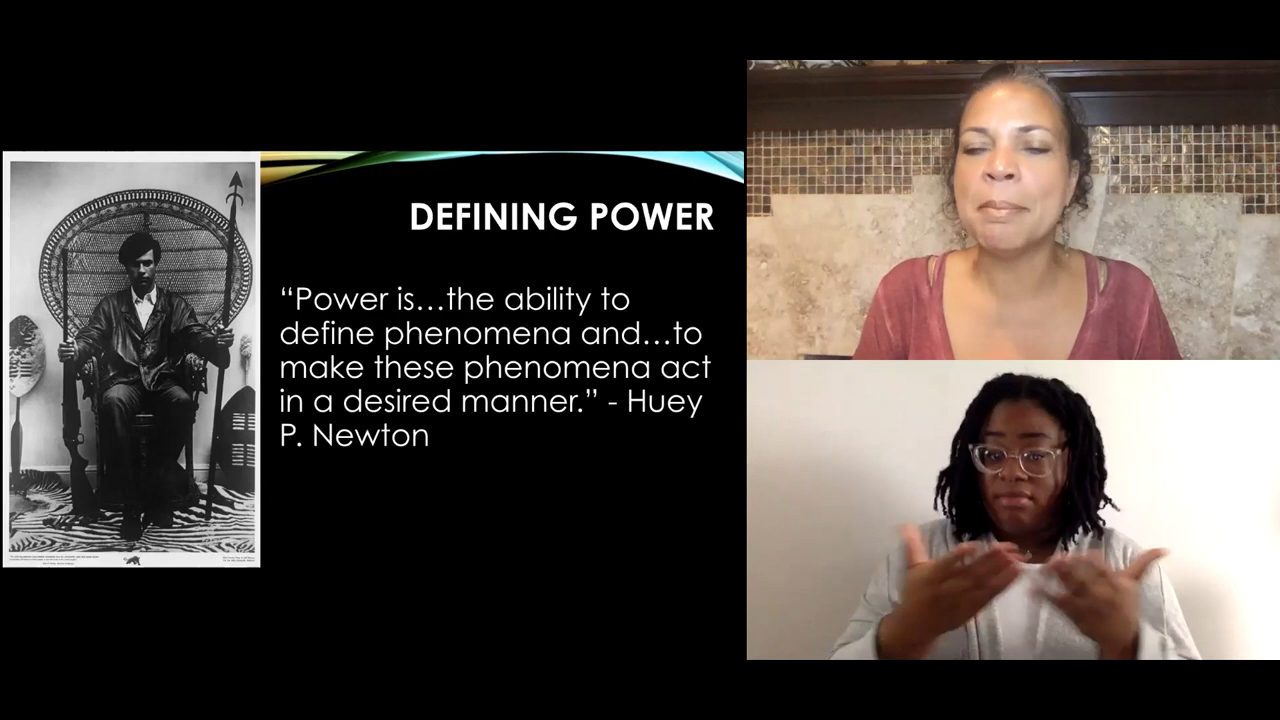 DEFINING POWER
“Power is…the ability to
define phenomena and…to
make these phenomena act
in a desired manner.” - Huey
P. Newton